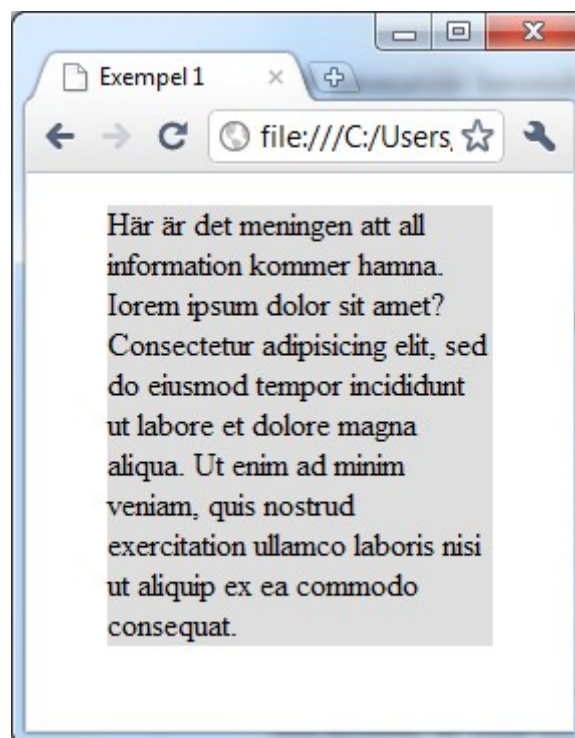 Exempel 1
file:///C:/Users,
Här är det meningen att all
information kommer hamna.
Iorem ipsum dolor sit amet?
Consectetur adipisicing elit, sed
do eiusmod tempor incididunt
ut labore et dolore magna
aliqua. Ut enim ad minim
veniam, quis nostrud
exercitation ullamco laboris nisi
ut aliquip ex ea commodo
consequat.